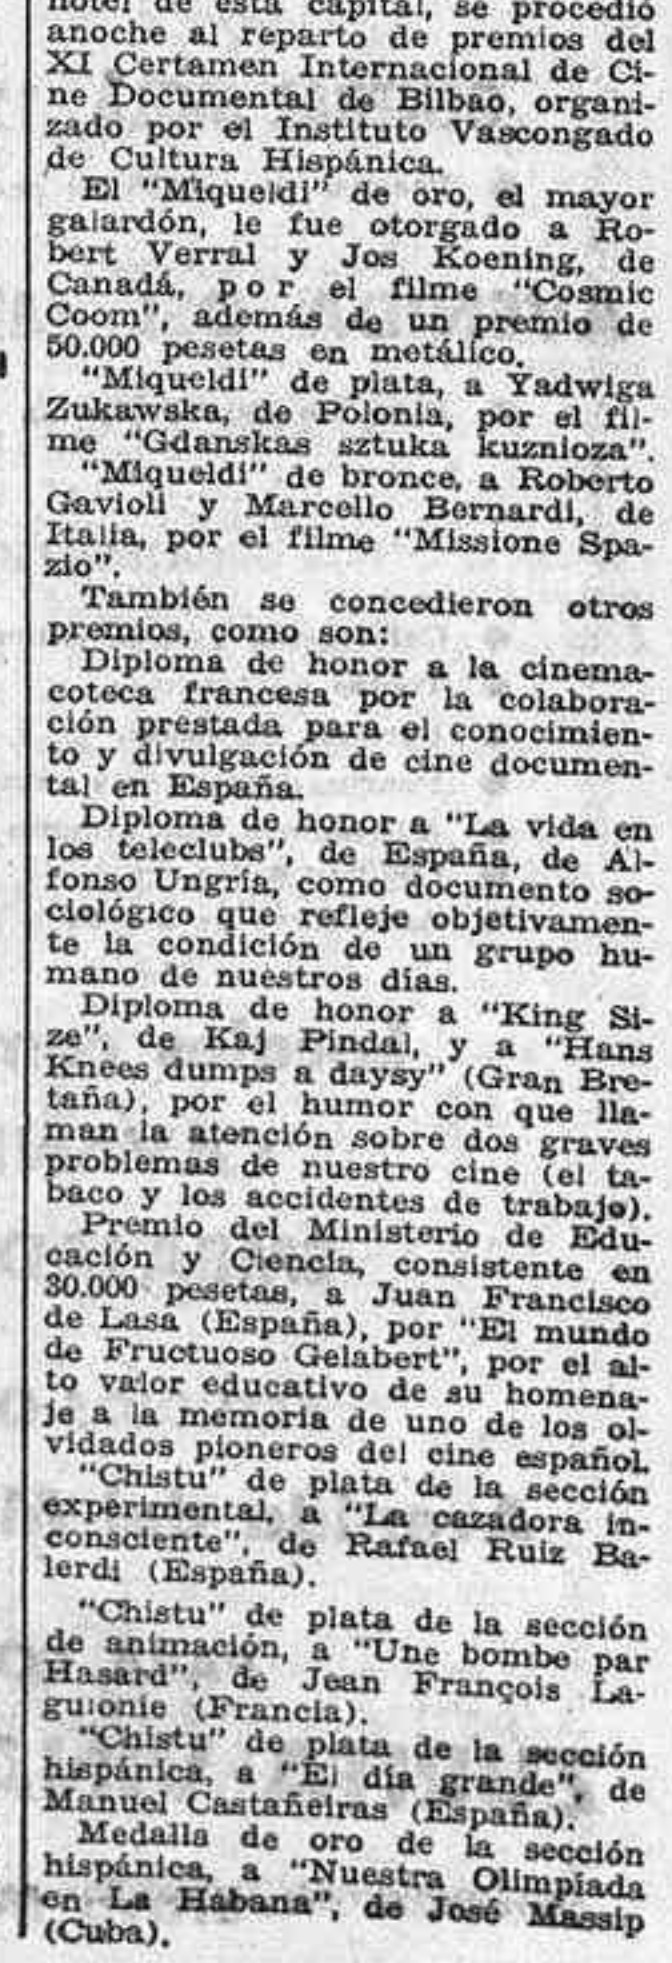 hotel de esta capital, se procedió
anoche al reparto de premios del
XI Certamen Internacional de Ci-
ne Documental de Bilbao, organi-
zado por el Instituto Vascongado
de Cultura Hispánica.
El "Miqueldi" de oro, el mayor
galardón, le fue otorgado a Ro-
bert Verral y Jos Koening, de
Canadá, por el filme "Cosmic
Coom", además de un premio de
50.000 pesetas en metálico.
"Miqueldi" de plata, a Yadwiga
Zukawska, de Polonia, por el fil-
me "Gdanskas sztuka kuznioza".
"Miqueldi" de bronce, a Roberto
Gavioli y Marcello Bernardi, de
Italia, por el filme "Missione Spa-
zio".
También se concedieron otros
premios, como son:
Diploma de honor a la cinema-
coteca francesa por la colabora-
ción prestada para el conocimien-
to y divulgación de cine documen-
tal en España.
Diploma de honor a "La vida en
los teleclubs", de España, de Al-
fonso Ungría, como documento so-
ciológico que refleje objetivamen-
te la condición de un grupo hu-
mano de nuestros días.
Diploma de honor a "King Si-
ze", de Kaj Pindal, y a "Hans
Knees dumps a daysy" (Gran Bre-
taña), por el humor con que lla-
man la atención sobre dos graves
problemas de nuestro cine (el ta-
baco y los accidentes de trabajo).
Premio del Ministerio de Edu-
cación y Ciencia, consistente en
30.000 pesetas, a Juan Francisco
de Lasa (España), por "El mundo
de Fructuoso Gelabert", por el al-
to valor educativo de su homena-
je a la memoria de uno de los ol-
vidados pioneros del cine español.
"Chistu" de plata de la sección
experimental, a "La cazadora in-
consciente", de Rafael Ruiz Ba-
lerdi (España).
"Chistu" de plata de la sección
de animación, a "Une bombe par
Hasard", de Jean François La-
guionie (Francia).
"Chistu" de plata de la sección
hispánica, a "El día grande", de
Manuel Castañeiras (España).
Medalla de oro de la sección
hispánica, a "Nuestra Olimpiada
en La Habana", de José Massip
(Cuba).